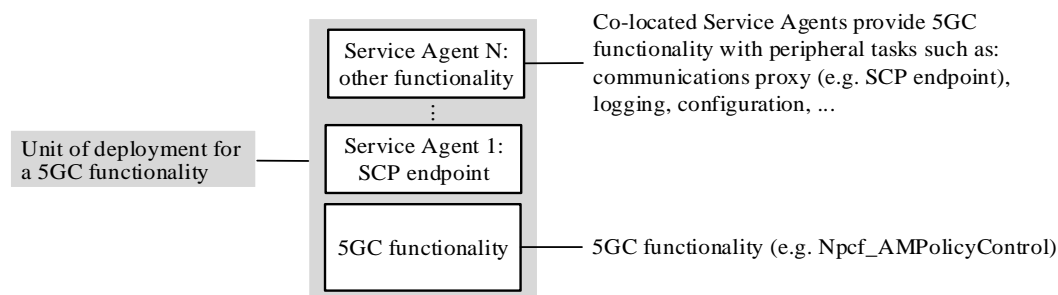 Service Agent N:
other functionality
Co-located Service Agents provide 5GC
functionality with peripheral tasks such as:
communications proxy (e.g. SCP endpoint),
logging, configuration, ...
Unit of deployment for
a 5GC functionality
Service Agent 1:
SCP endpoint
5GC functionality
5GC functionality (e.g. Npcf_AMPolicyControl)